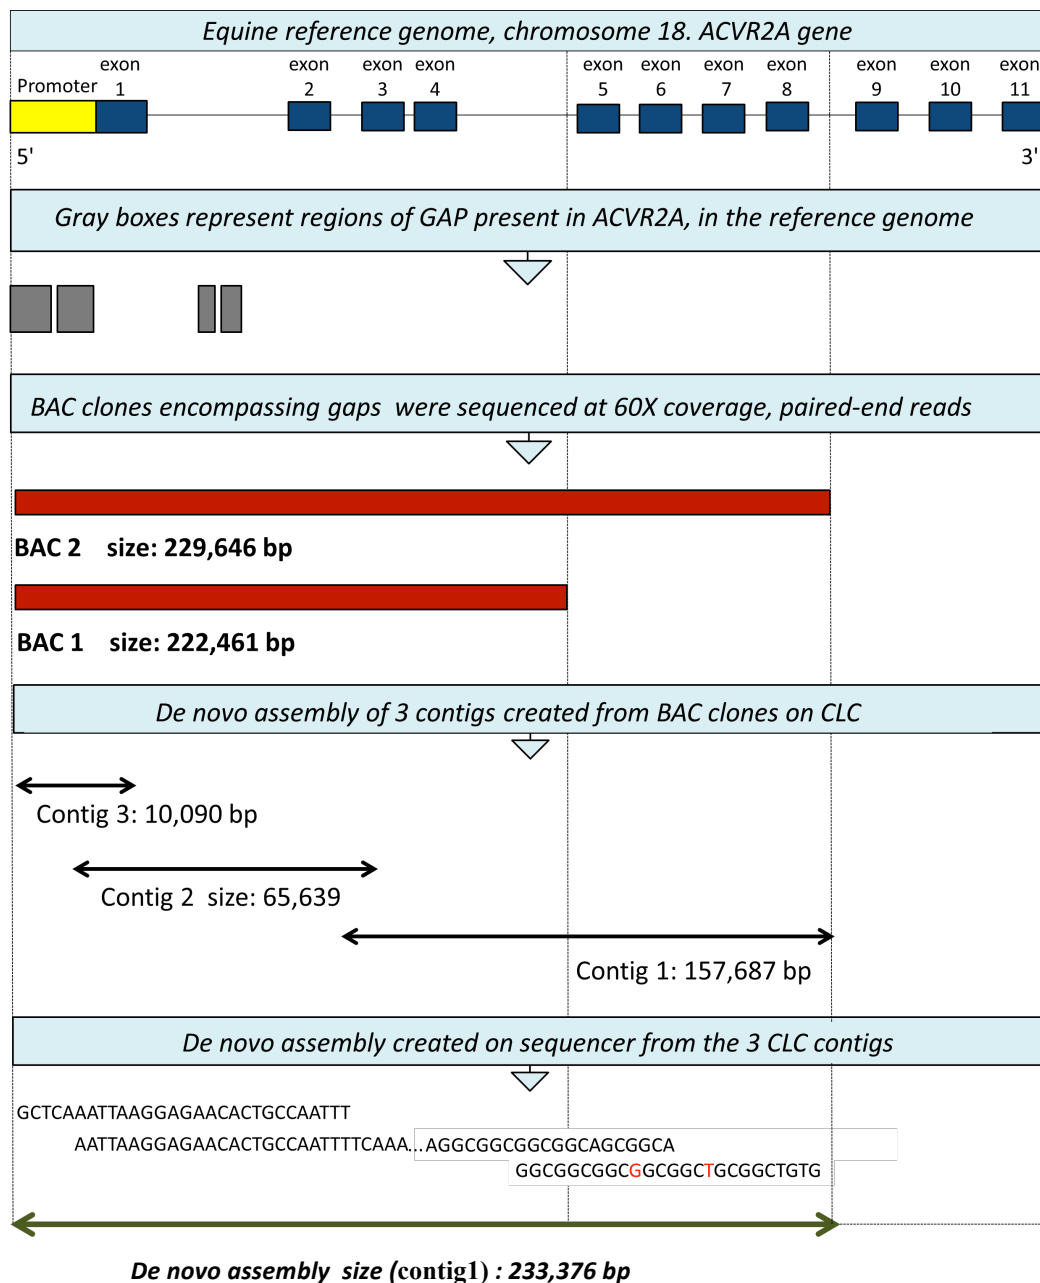 Equine reference genome, chromosome 18. ACVR2A gene
Promoter exon 1 exon 2 exon 3 exon 4 exon 5 exon 6 exon 7 exon 8 exon 9 exon 10 exon 11
5' 3'
Gray boxes represent regions of GAP present in ACVR2A, in the reference genome
BAC clones encompassing gaps were sequenced at 60X coverage, paired-end reads
BAC 2 size: 229,646 bp
BAC 1 size: 222,461 bp
De novo assembly of 3 contigs created from BAC clones on CLC
Contig 3: 10,090 bp
Contig 2 size: 65,639
Contig 1: 157,687 bp
De novo assembly created on sequencer from the 3 CLC contigs
GCTCAAATTAAGGAGAACACTGCCAATTT
AATTAAGGAGAACACTGCCAATTTTCAAA... AGGCGGCGGCGGCAGCGGCA
GGCGGCGGCGGCGGCTGCGGCTGTG
De novo assembly size (contig1) : 233,376 bp